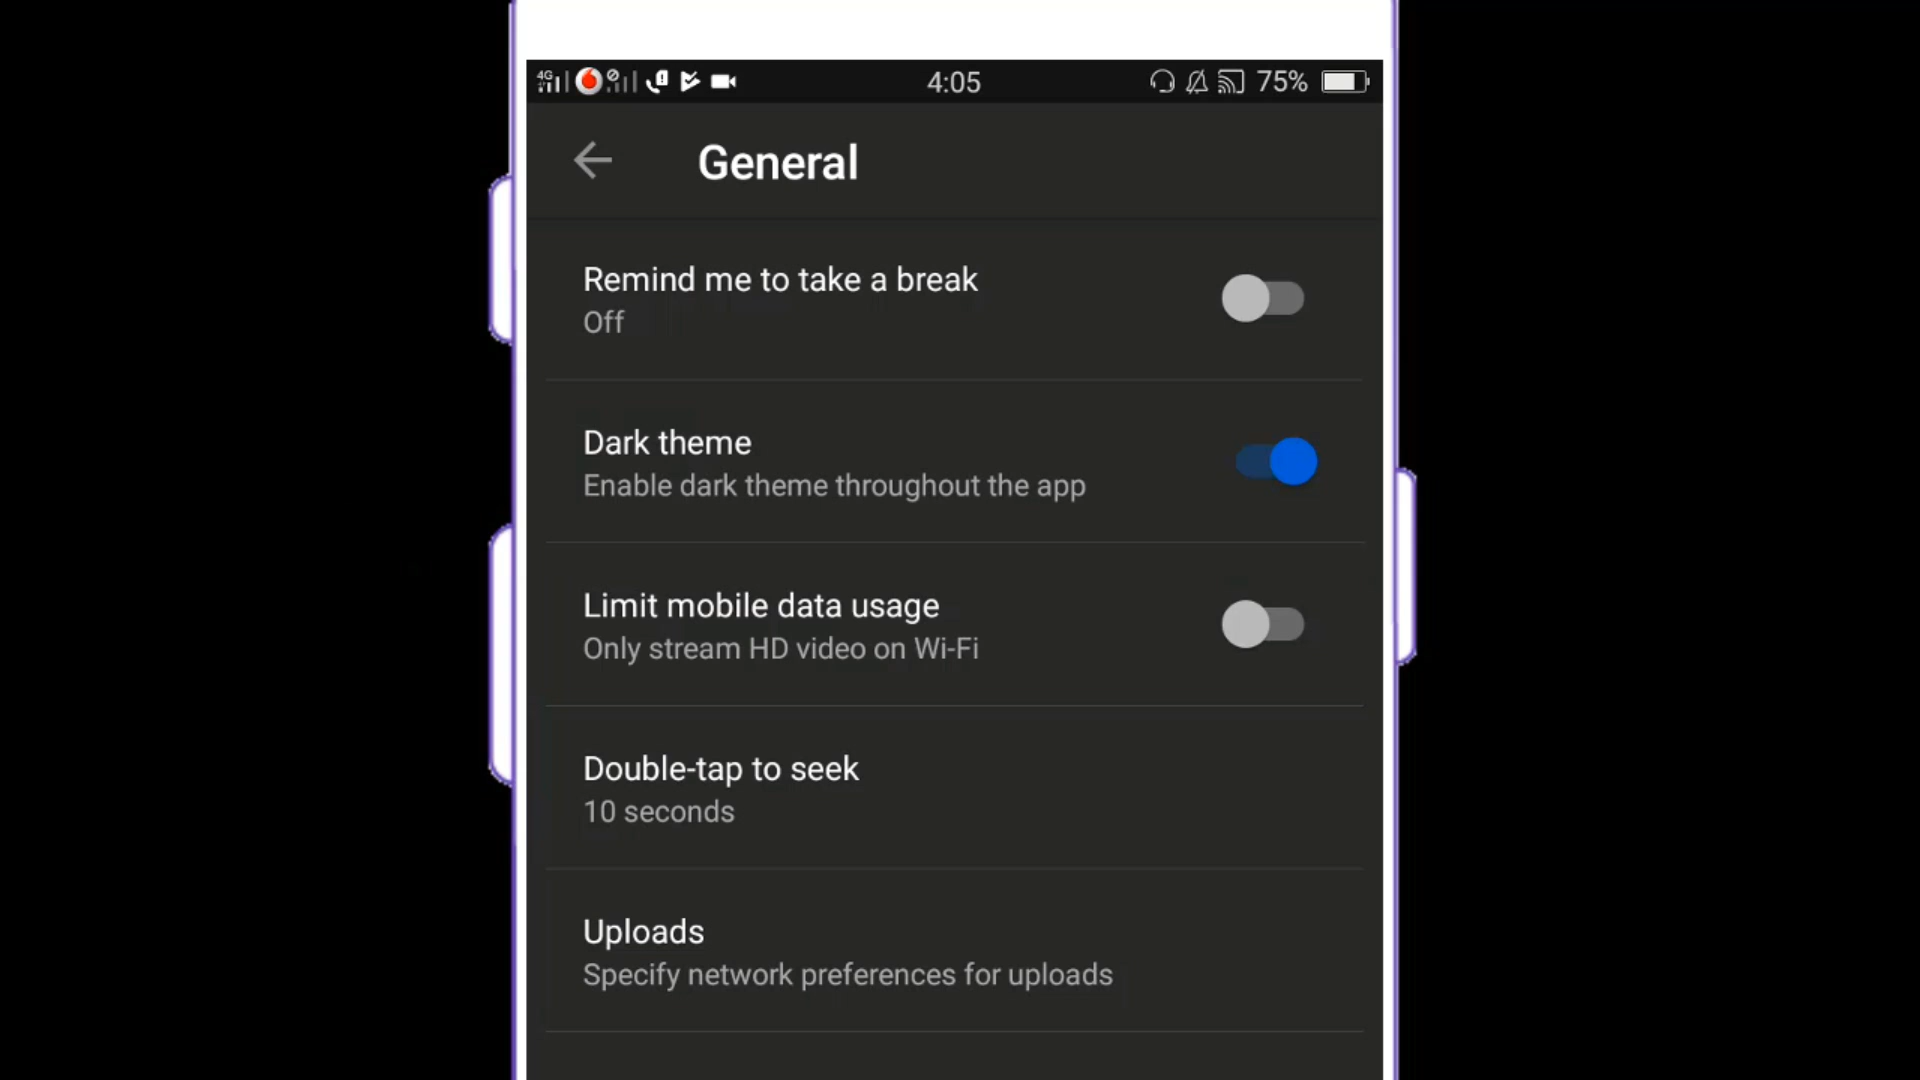 4G 4:05 75%
General
Remind me to take a break
Off
Dark theme
Enable dark theme throughout the app
Limit mobile data usage
Only stream HD video on Wi-Fi
Double-tap to seek
10 seconds
Uploads
Specify network preferences for uploads